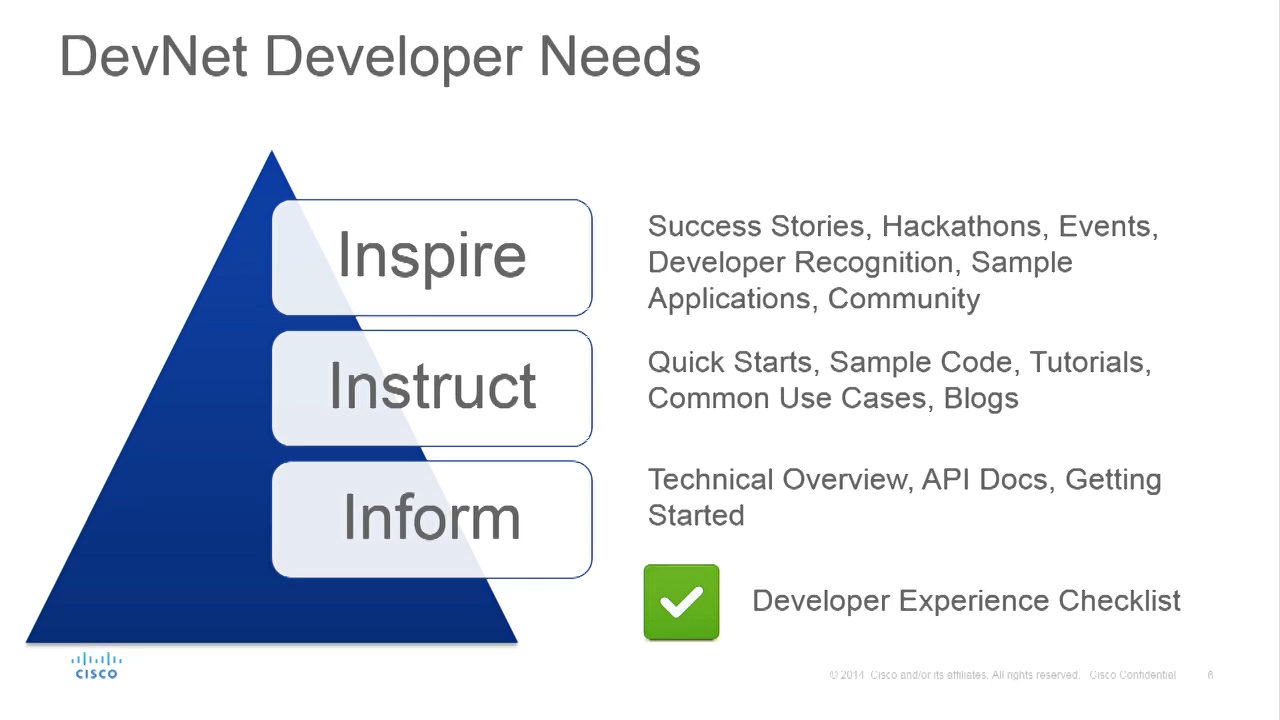 DevNet Developer Needs
Inspire
Success Stories, Hackathons, Events,
Developer Recognition, Sample
Applications, Community
Instruct
Quick Starts, Sample Code, Tutorials,
Common Use Cases, Blogs
Inform
Technical Overview, API Docs, Getting
Started
Developer Experience Checklist
CISCO
© 2014 Cisco and/or its affiliates. All rights reserved. Cisco Confidential 6